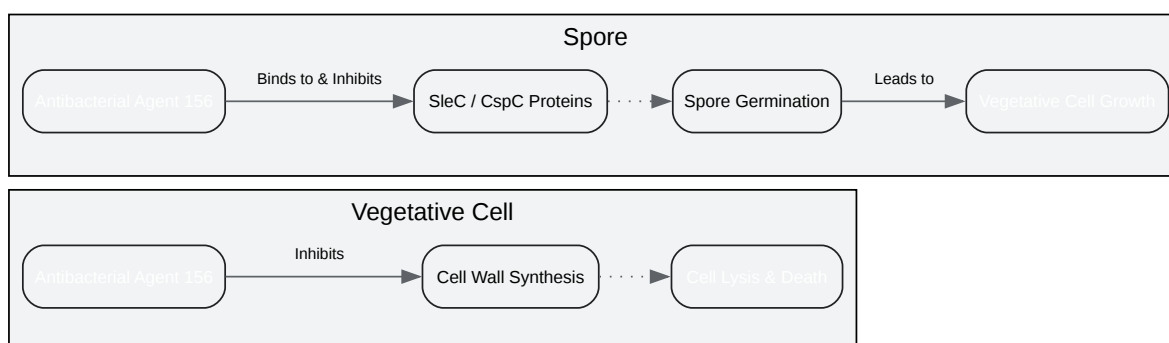 Spore
Antibacterial Agent 156
Binds to & Inhibits
SleC / CspC Proteins
Spore Germination
Leads to
Vegetative Cell Growth
Vegetative Cell
Antibacterial Agent 156
Inhibits
Cell Wall Synthesis
Cell Lysis & Death